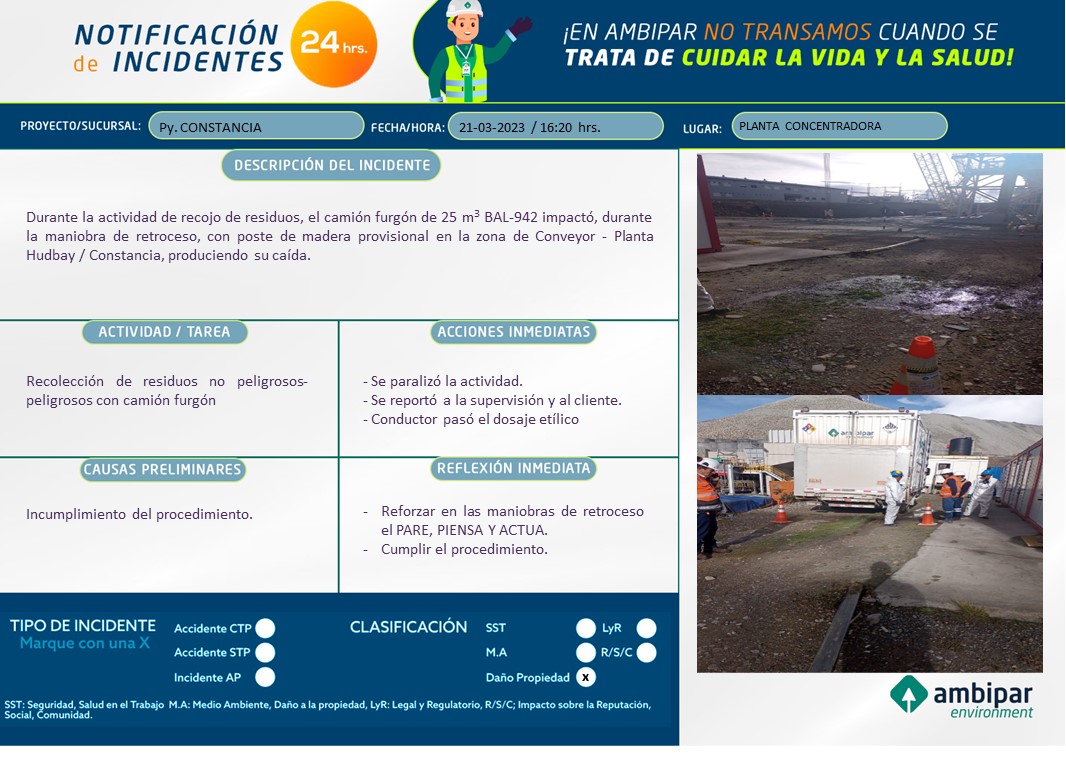 NOTIFICACIÓN
de INCIDENTES
24 hrs.
¡EN AMBIPAR NO TRANSAMOS CUANDO SE
TRATA DE CUIDAR LA VIDA Y LA SALUD!
PROYECTO/SUCURSAL: Py. CONSTANCIA FECHA/HORA: 21-03-2023 / 16:20 hrs. LUGAR: PLANTA CONCENTRADORA
DESCRIPCIÓN DEL INCIDENTE
Durante la actividad de recojo de residuos, el camión furgón de 25 m³ BAL-942 impactó, durante
la maniobra de retroceso, con poste de madera provisional en la zona de Conveyor - Planta
Hudbay / Constancia, produciendo su caída.
ACTIVIDAD / TAREA
Recolección de residuos no peligrosos-
peligrosos con camión furgón
ACCIONES INMEDIATAS
- Se paralizó la actividad.
- Se reportó a la supervisión y al cliente.
- Conductor pasó el dosaje etílico
CAUSAS PRELIMINARES
Incumplimiento del procedimiento.
REFLEXIÓN INMEDIATA
- Reforzar en las maniobras de retroceso
el PARE, PIENSA Y ACTUA.
- Cumplir el procedimiento.
TIPO DE INCIDENTE
Marque con una X
Accidente CTP
Accidente STP
Incidente AP
CLASIFICACIÓN
SST LyR
M.A R/S/C
Daño Propiedad x
SST: Seguridad, Salud en el Trabajo M.A: Medio Ambiente, Daño a la propiedad, LyR: Legal y Regulatorio, R/S/C; Impacto sobre la Reputación,
Social, Comunidad.
ambipar
ambipar
environment